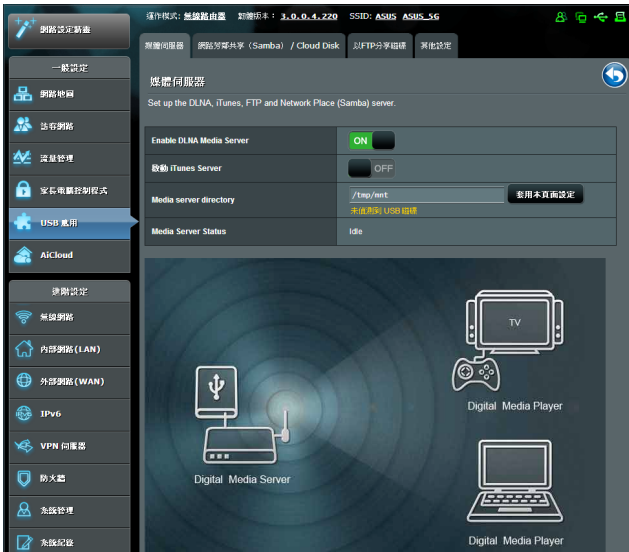 網路設定精靈
運作模式: 無線路由器 韌體版本: 3.0.0.4.220 SSID: ASUS ASUS_5G
媒體伺服器 網路芳鄰共享 (Samba) / Cloud Disk 以FTP分享磁碟 其他設定
一般設定
網路地圖
訪客網路
流量管理
家長電腦控制程式
USB 應用
AiCloud
進階設定
無線網路
內部網路(LAN)
外部網路(WAN)
IPv6
VPN 伺服器
防火牆
系統管理
系統紀錄
媒體伺服器
Set up the DLNA, iTunes, FTP and Network Place (Samba) server.
Enable DLNA Media Server ON
啟動 iTunes Server OFF
Media server directory /tmp/mnt 套用本頁面設定
未偵測到 USB 磁碟
Media Server Status Idle
TV
Digital Media Player
Digital Media Server
Digital Media Player